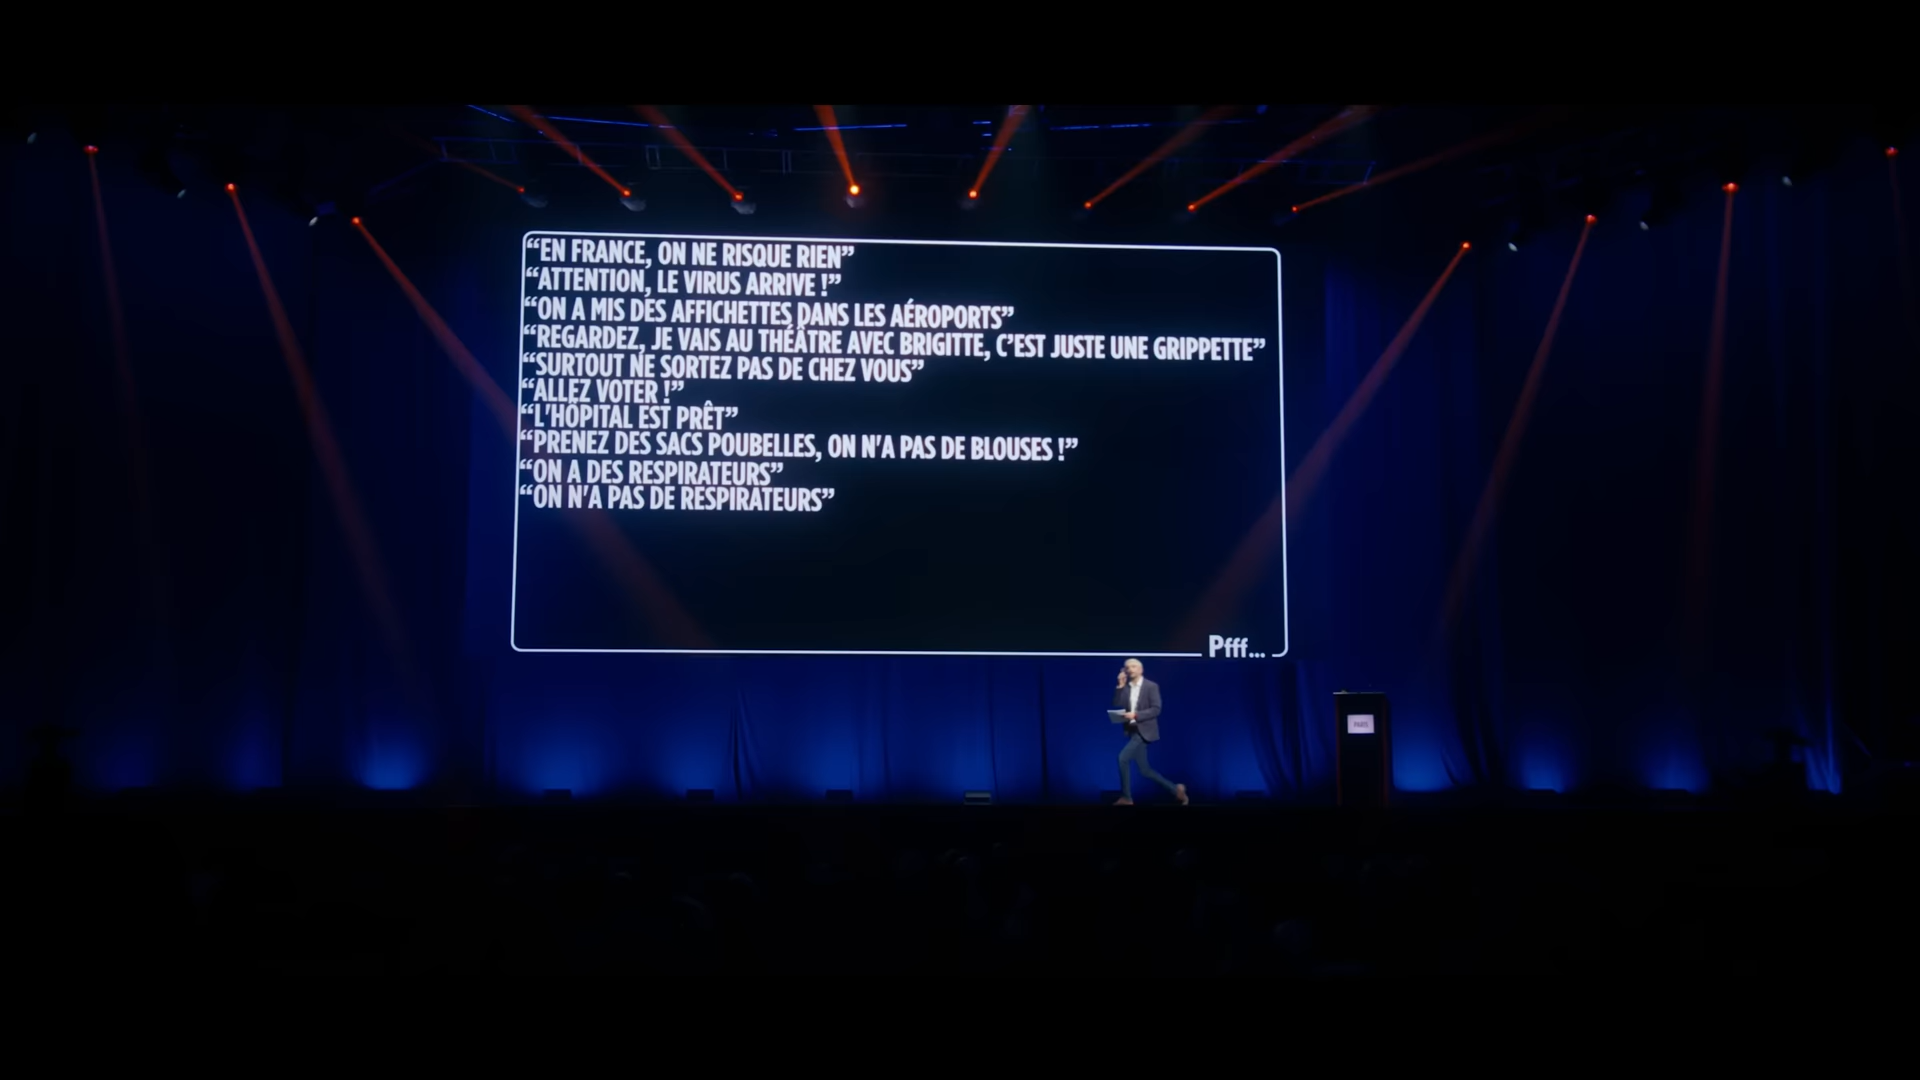 “EN FRANCE, ON NE RISQUE RIEN”
“ATTENTION, LE VIRUS ARRIVE !”
“ON A MIS DES AFFICHETTES DANS LES AÉROPORTS”
“REGARDEZ, JE VAIS AU THÉÂTRE AVEC BRIGITTE, C’EST JUSTE UNE GRIPPETTE”
“SURTOUT NE SORTEZ PAS DE CHEZ VOUS”
“ALLEZ VOTER !”
“L'HÔPITAL EST PRÊT”
“PRENEZ DES SACS POUBELLES, ON N'A PAS DE BLOUSES !”
“ON A DES RESPIRATEURS”
“ON N'A PAS DE RESPIRATEURS”
Pfff...